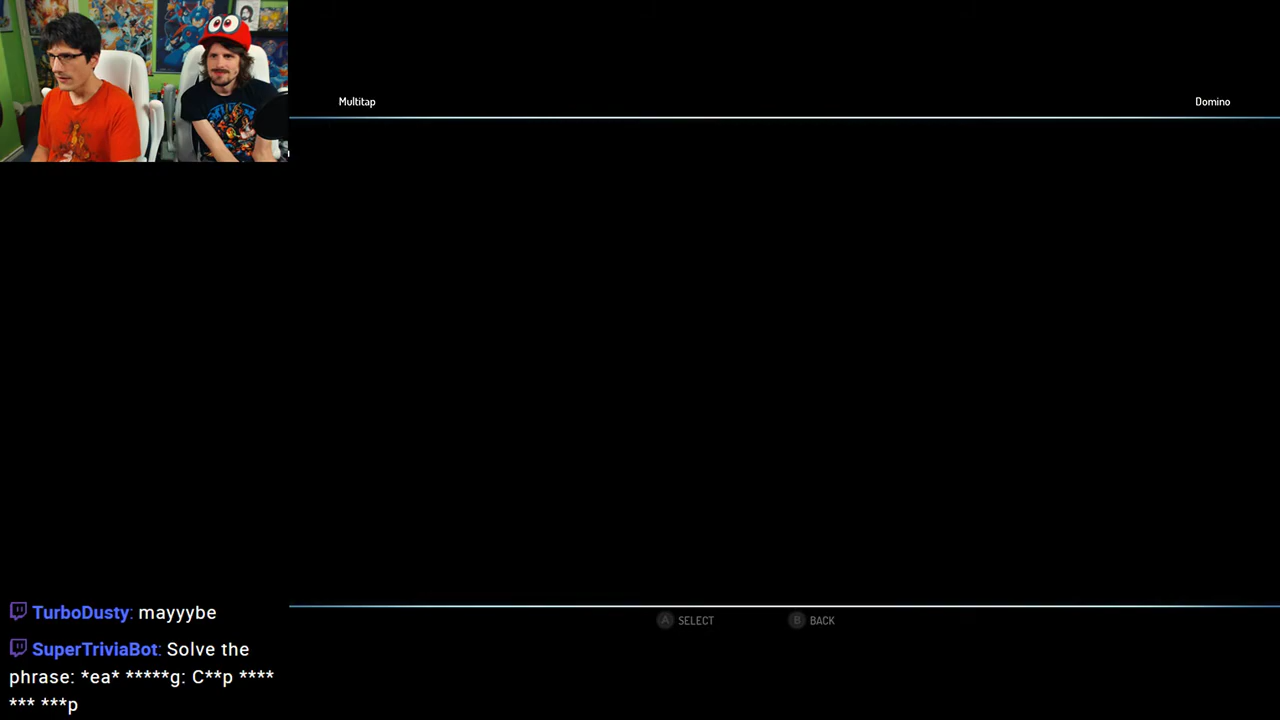 Multitap
Domino
A SELECT
B BACK
TurboDusty: mayyybe
SuperTriviaBot: Solve the
phrase: *ea* *****g: C**p ****
*** ***p